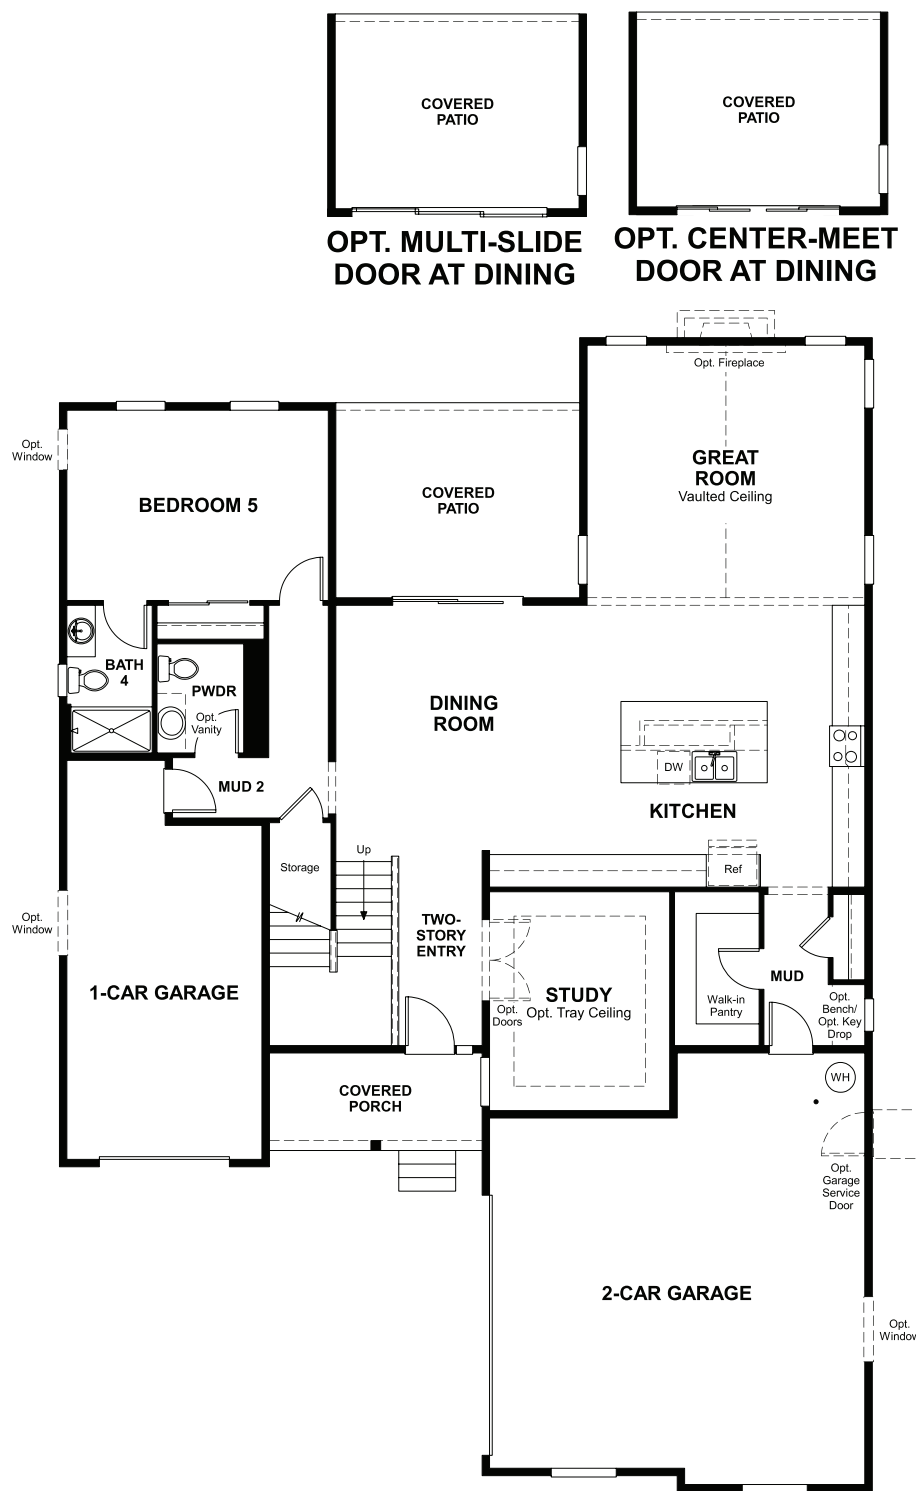 COVERED
PATIO
OPT. MULTI-SLIDE
DOOR AT DINING
COVERED
PATIO
OPT. CENTER-MEET
DOOR AT DINING
Opt. Fireplace
GREAT
ROOM
Vaulted Ceiling
Opt.
Window
BEDROOM 5
COVERED
PATIO
BATH
4
PWDR
Opt.
Vanity
DINING
ROOM
DW
MUD 2
KITCHEN
Storage
Up
Ref
Opt.
Window
TWO-
STORY
ENTRY
1-CAR GARAGE
STUDY
Opt. Tray Ceiling
Opt.
Doors
Walk-in
Pantry
MUD
Opt.
Bench/
Opt. Key
Drop
COVERED
PORCH
WH
Opt.
Garage
Service
Door
2-CAR GARAGE
Opt.
Window